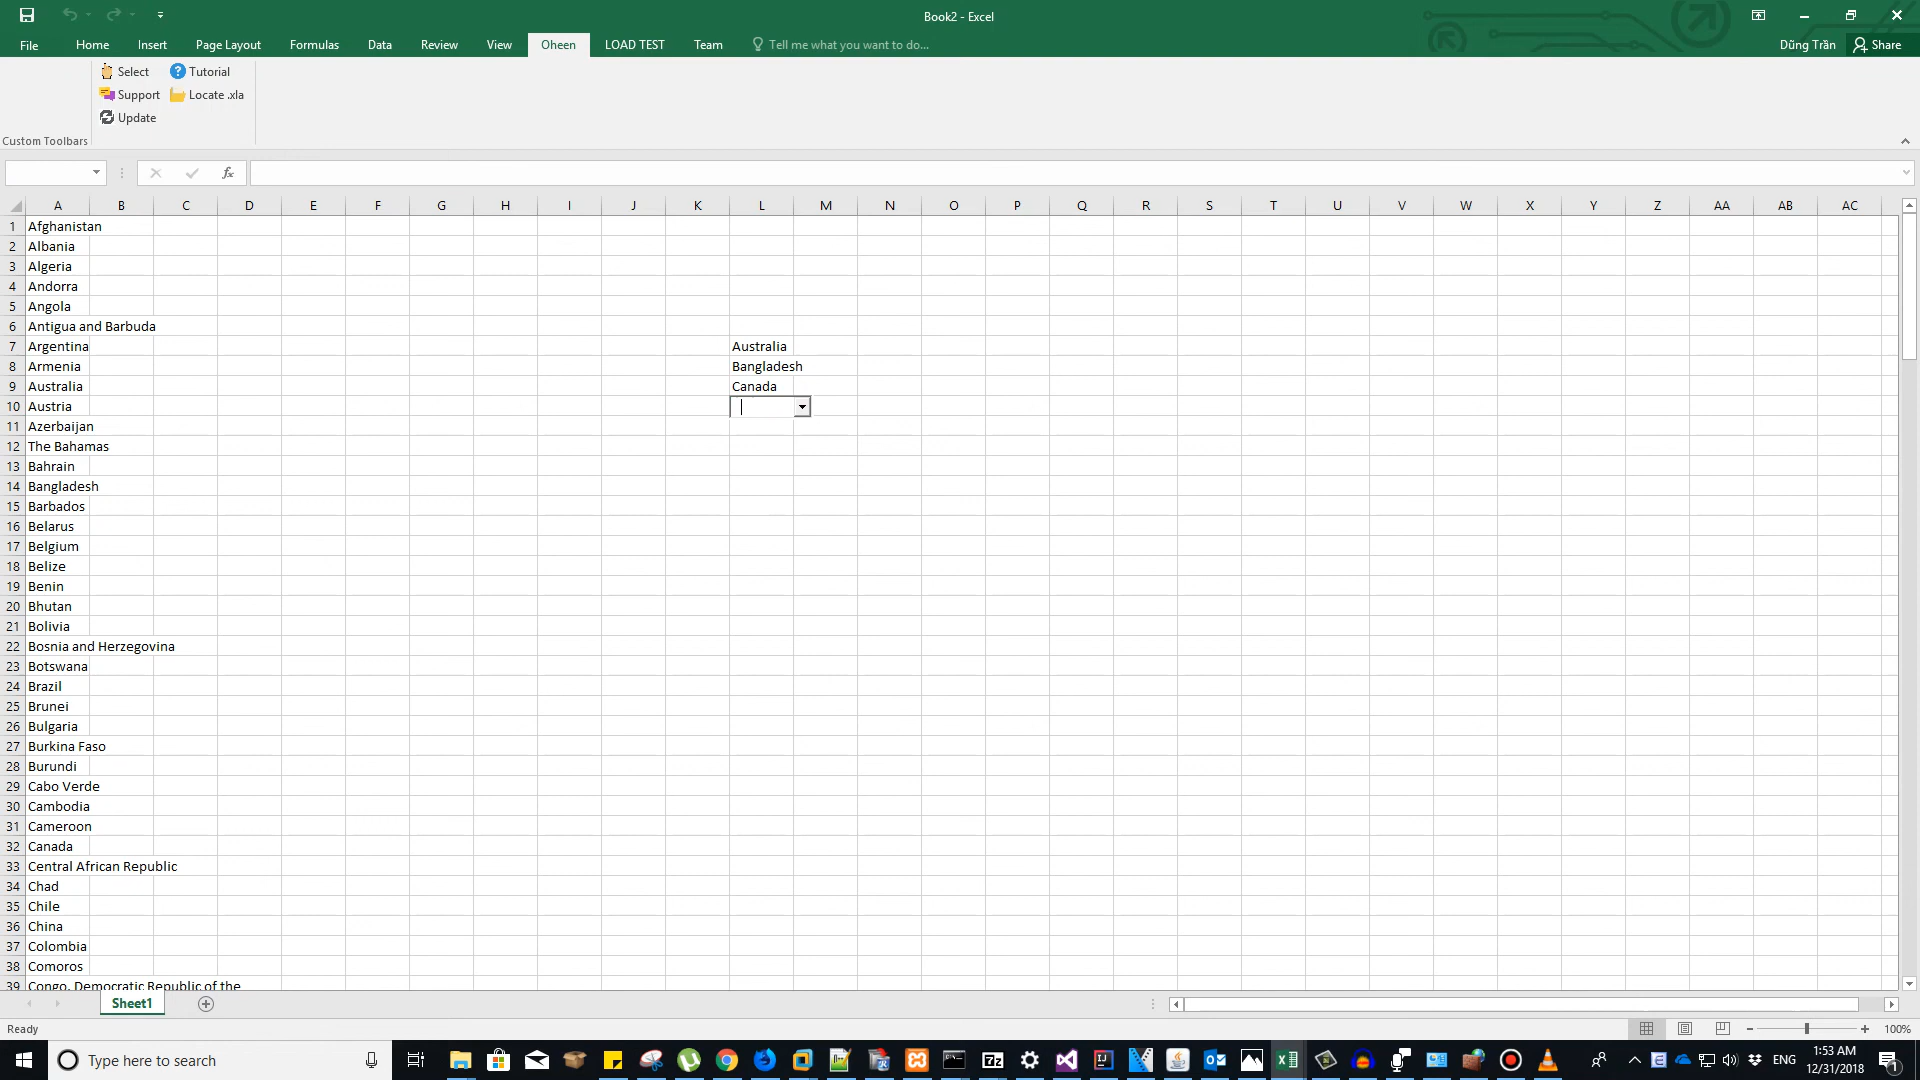 Book2 - Excel
File Home Insert Page Layout Formulas Data Review View Oheen LOAD TEST Team Tell me what you want to do... Dũng Trần Share
Select Tutorial
Support Locate .xla
Update
Custom Toolbars
fx
A B C D E F G H I J K L M N O P Q R S T U V W X Y Z AA AB AC
1 Afghanistan
2 Albania
3 Algeria
4 Andorra
5 Angola
6 Antigua and Barbuda
7 Argentina Australia
8 Armenia Bangladesh
9 Australia Canada
10 Austria
11 Azerbaijan
12 The Bahamas
13 Bahrain
14 Bangladesh
15 Barbados
16 Belarus
17 Belgium
18 Belize
19 Benin
20 Bhutan
21 Bolivia
22 Bosnia and Herzegovina
23 Botswana
24 Brazil
25 Brunei
26 Bulgaria
27 Burkina Faso
28 Burundi
29 Cabo Verde
30 Cambodia
31 Cameroon
32 Canada
33 Central African Republic
34 Chad
35 Chile
36 China
37 Colombia
38 Comoros
39 Congo, Democratic Republic of the
Sheet1
Ready 100%
Type here to search ENG 1:53 AM
12/31/2018